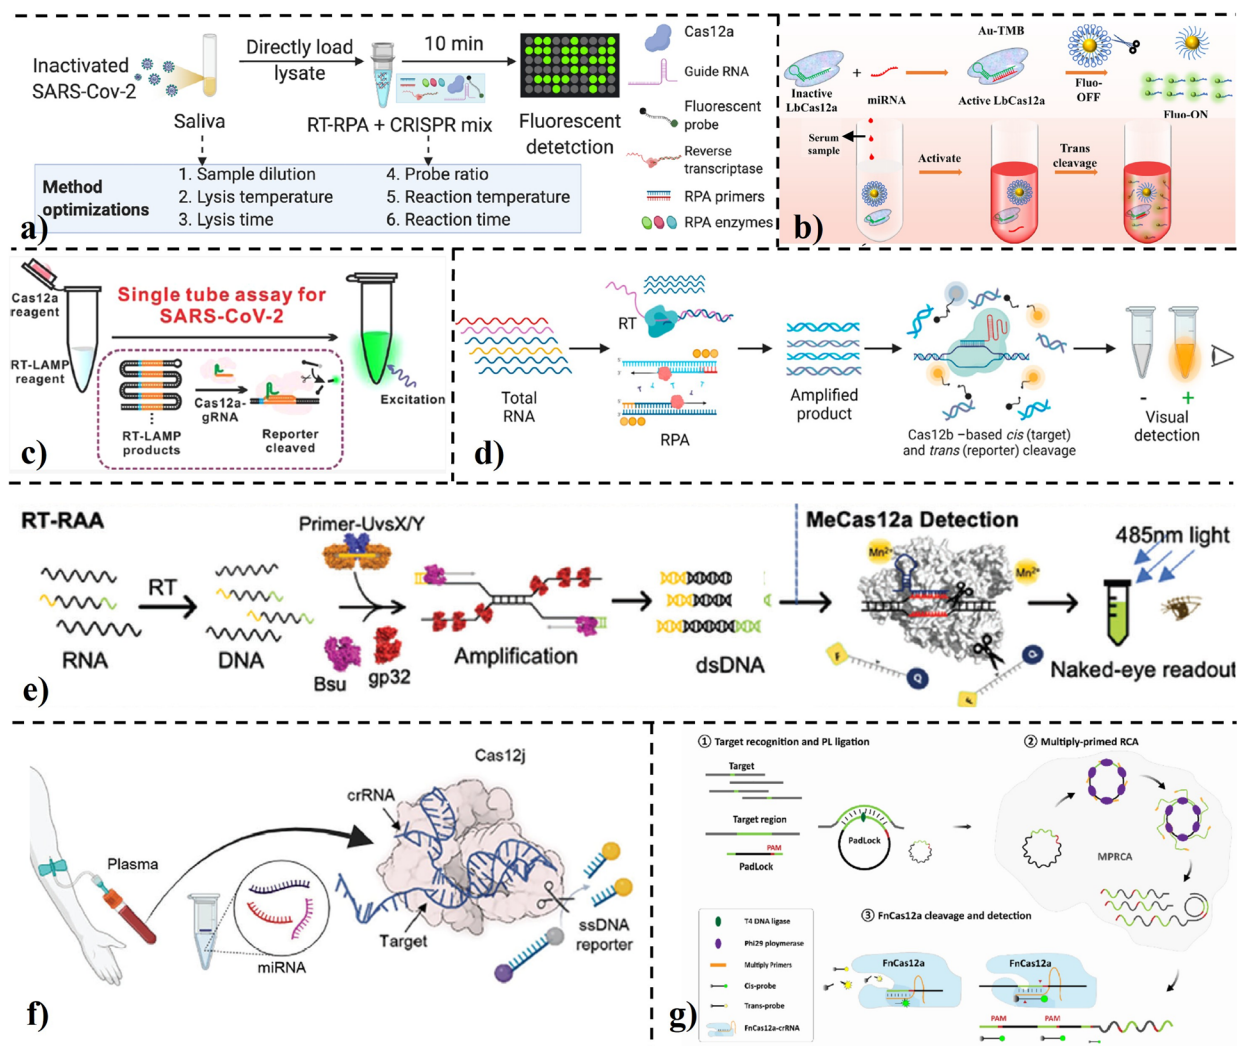 Inactivated
SARS-Cov-2
Directly load
lysate
10 min
Saliva
RT-RPA + CRISPR mix
Fluorescent
detetction
Method
optimizations
1. Sample dilution
2. Lysis temperature
3. Lysis time
4. Probe ratio
5. Reaction temperature
6. Reaction time
Cas12a
Guide RNA
Fluorescent
probe
Reverse
transcriptase
RPA primers
RPA enzymes
a)
Au-TMB
Inactive
LbCas12a
+
miRNA
Active LbCas12a
Fluo-
OFF
Fluo-ON
Serum
sample
Activate
Trans
cleavage
b)
Cas12a
reagent
RT-LAMP
reagent
Single tube assay for
SARS-CoV-2
Cas12a-
gRNA
RT-LAMP
products
Reporter
cleaved
Excitation
c)
Total
RNA
RT
RPA
Amplified
product
Cas12b –based cis (target)
and trans (reporter) cleavage
- +
Visual
detection
d)
RT-RAA
RNA
RT
DNA
Primer-UvsX/Y
Bsu
gp32
Amplification
dsDNA
MeCas12a Detection
Mn²⁺
Mn²⁺
F
Q
F
Q
485nm light
Naked-eye readout
e)
Plasma
miRNA
Cas12j
crRNA
Target
ssDNA
reporter
f)
① Target recognition and PL ligation
Target
Target region
PAM
PadLock
PadLock
② Multiply-primed RCA
MPRCA
③ FnCas12a cleavage and detection
T4 DNA ligase
Phi29 ploymerase
Multiply Primers
Cis-probe
Trans-probe
FnCas12a-crRNA
FnCas12a
FnCas12a
PAM
PAM
g)